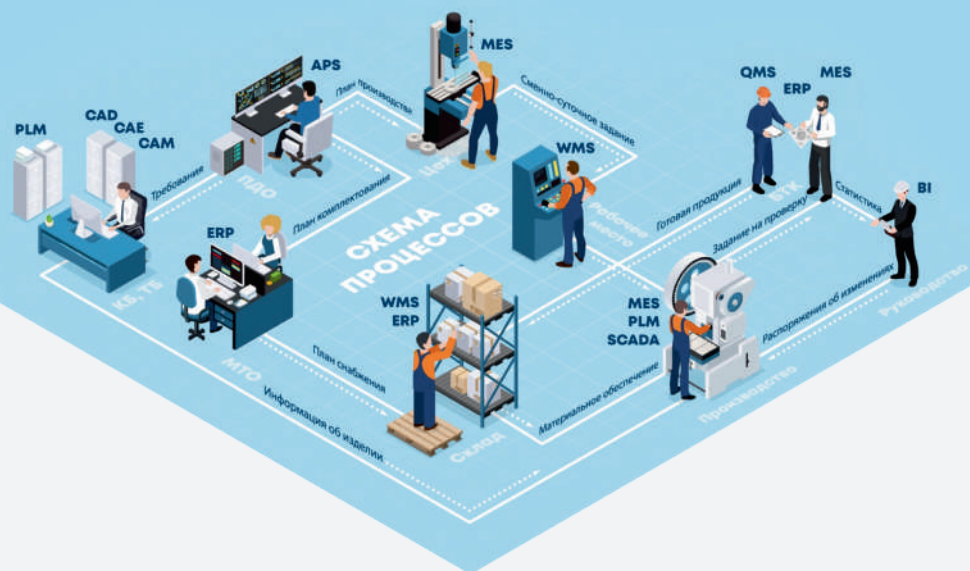 MES
APS
QMS
ERP
MES
CAD
CAE
CAM
PLM
План производства
Сменно-суточное задание
WMS
Требования
ПДО
Цех
План комплектования
Рабочее
место
Готовая продукция
БТК
Статистика
BI
ERP
СХЕМА
ПРОЦЕССОВ
Задание на проверку
КБ, ТБ
WMS
ERP
MES
PLM
SCADA
Распоряжения об изменениях
Руководство
МТО
План снабжения
Материальное обеспечение
Производство
Информация об изделии
Склад